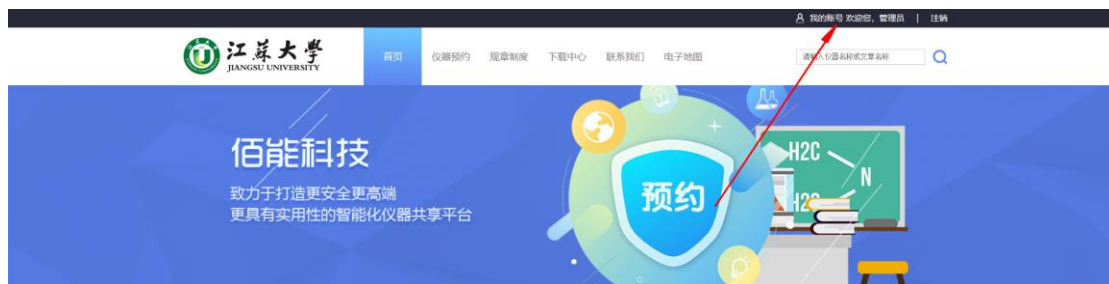 我的账号 欢迎您，管理员 | 注销
江苏大学
JIANGSU UNIVERSITY
首页 仪器预约 规章制度 下载中心 联系我们 电子地图
请输入仪器名称或文章名称
佰能科技
致力于打造更安全更高端
更具有实用性的智能化仪器共享平台
预约
H2C
N
H2C